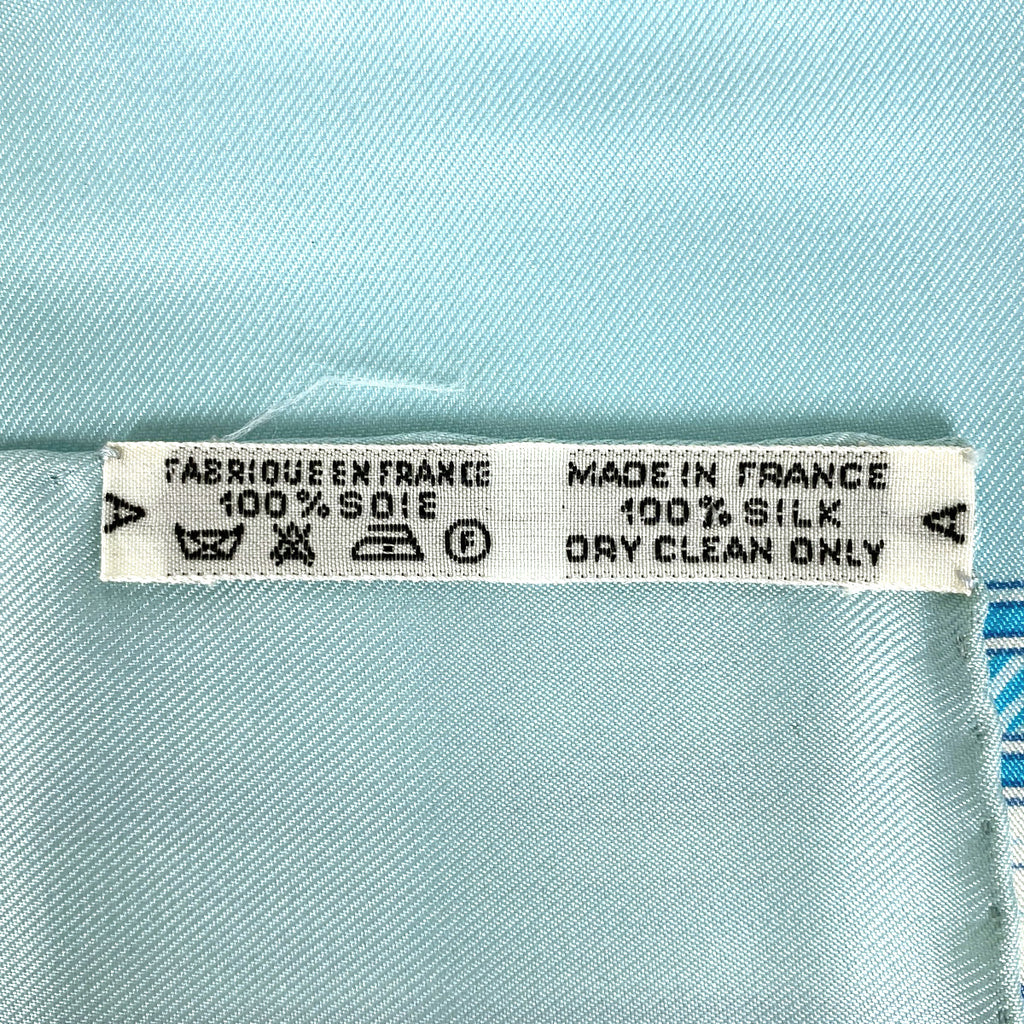 FABRIQUE EN FRANCE
100% SOIE
F
MADE IN FRANCE
100% SILK
DRY CLEAN ONLY
A
A